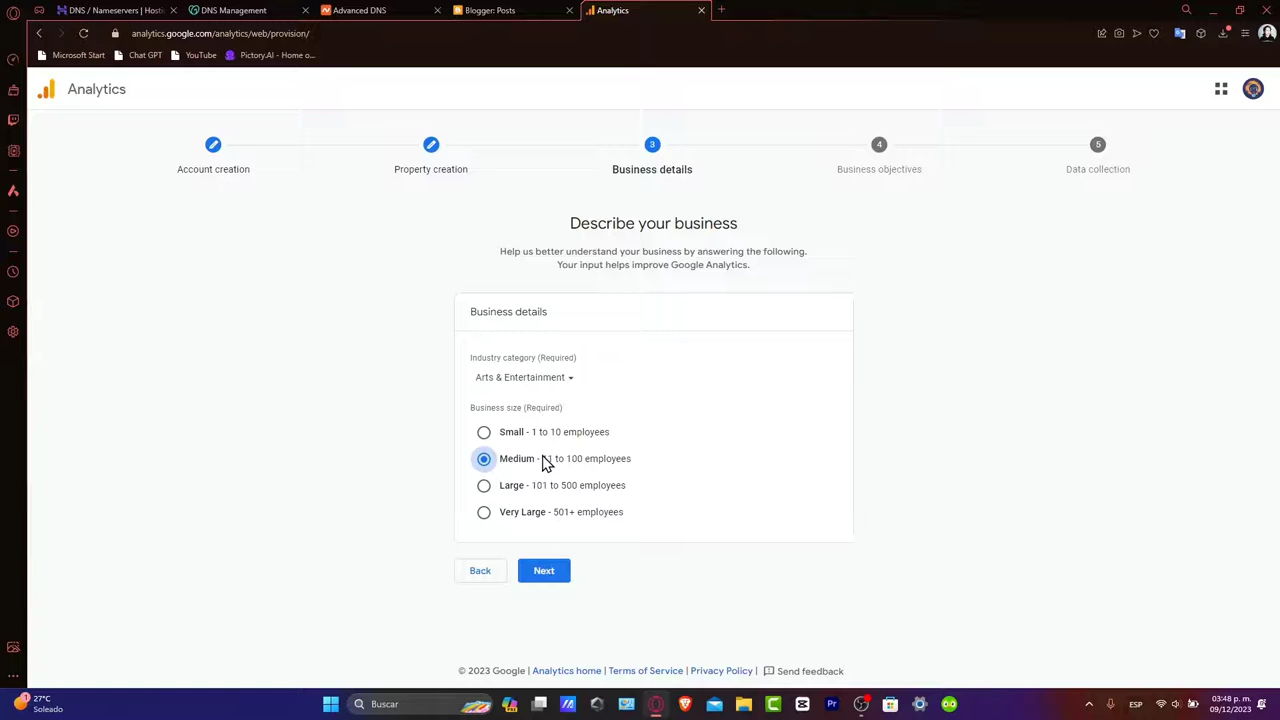 DNS / Nameservers | Hosti
DNS Management
Advanced DNS
Blogger: Posts
Analytics
analytics.google.com/analytics/web/provision/
Microsoft Start
Chat GPT
YouTube
Pictory.AI - Home o...
Analytics
3
4
5
Account creation
Property creation
Business details
Business objectives
Data collection
Describe your business
Help us better understand your business by answering the following.
Your input helps improve Google Analytics.
Business details
Industry category (Required)
Arts & Entertainment
Business size (Required)
Small - 1 to 10 employees
Medium - 1 to 100 employees
Large - 101 to 500 employees
Very Large - 501+ employees
Back
Next
© 2023 Google | Analytics home | Terms of Service | Privacy Policy | Send feedback
1
27°C
Soleado
Buscar
ESP
03:48 p. m.
09/12/2023